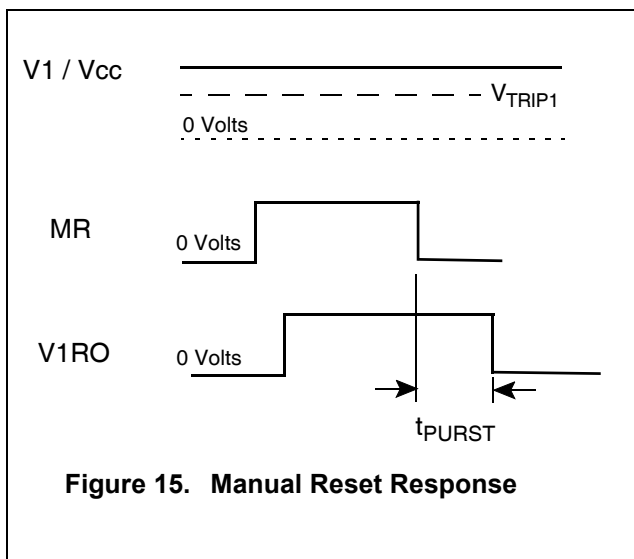 V1 / Vcc
VTRIP1
0 Volts
MR
0 Volts
V1RO
0 Volts
tPURST
Figure 15. Manual Reset Response